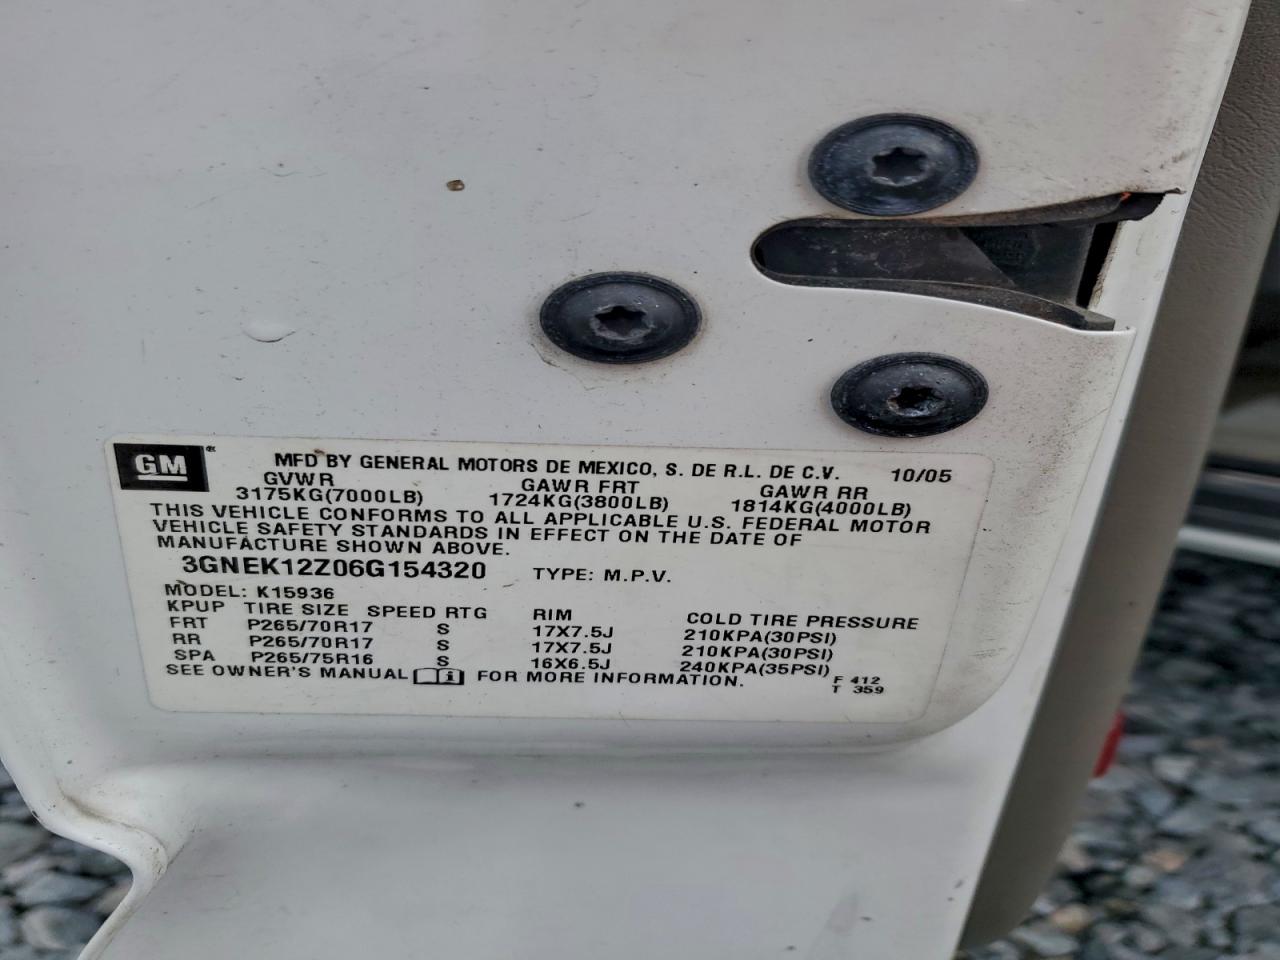 GM
MFD BY GENERAL MOTORS DE MEXICO, S. DE R.L. DE C.V. 10/05
GVWR GAWR FRT GAWR RR
3175KG(7000LB) 1724KG(3800LB) 1814KG(4000LB)
THIS VEHICLE CONFORMS TO ALL APPLICABLE U.S. FEDERAL MOTOR
VEHICLE SAFETY STANDARDS IN EFFECT ON THE DATE OF
MANUFACTURE SHOWN ABOVE.
3GNEK12Z06G154320 TYPE: M.P.V.
MODEL: K15936
KPUP TIRE SIZE SPEED RTG RIM COLD TIRE PRESSURE
FRT P265/70R17 S 17X7.5J 210KPA(30PSI)
RR P265/70R17 S 17X7.5J 210KPA(30PSI)
SPA P265/75R16 S 16X6.5J 240KPA(35PSI)
SEE OWNER'S MANUAL FOR MORE INFORMATION. F 412
T 359